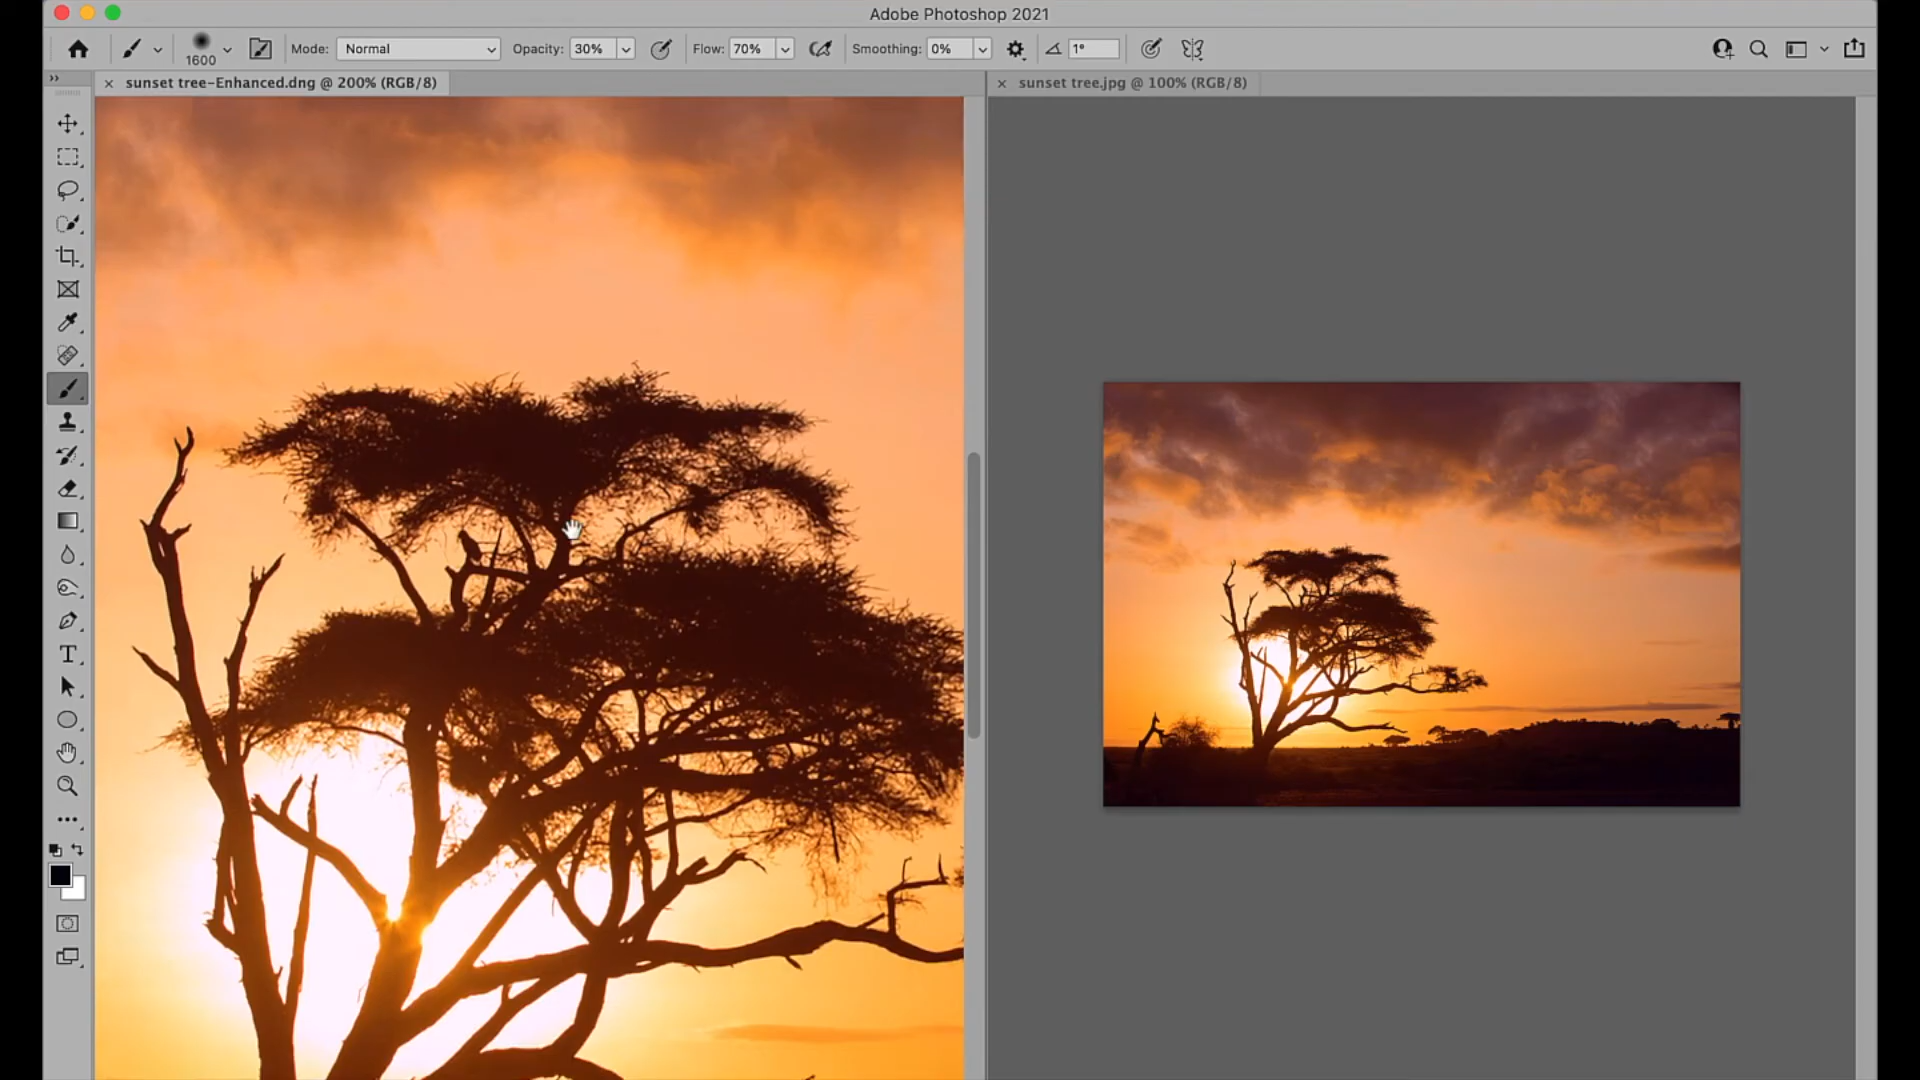 Adobe Photoshop 2021
1600
Mode: Normal
Opacity: 30%
Flow: 70%
Smoothing: 0%
1°
sunset tree-Enhanced.dng @ 200% (RGB/8)
sunset tree.jpg @ 100% (RGB/8)